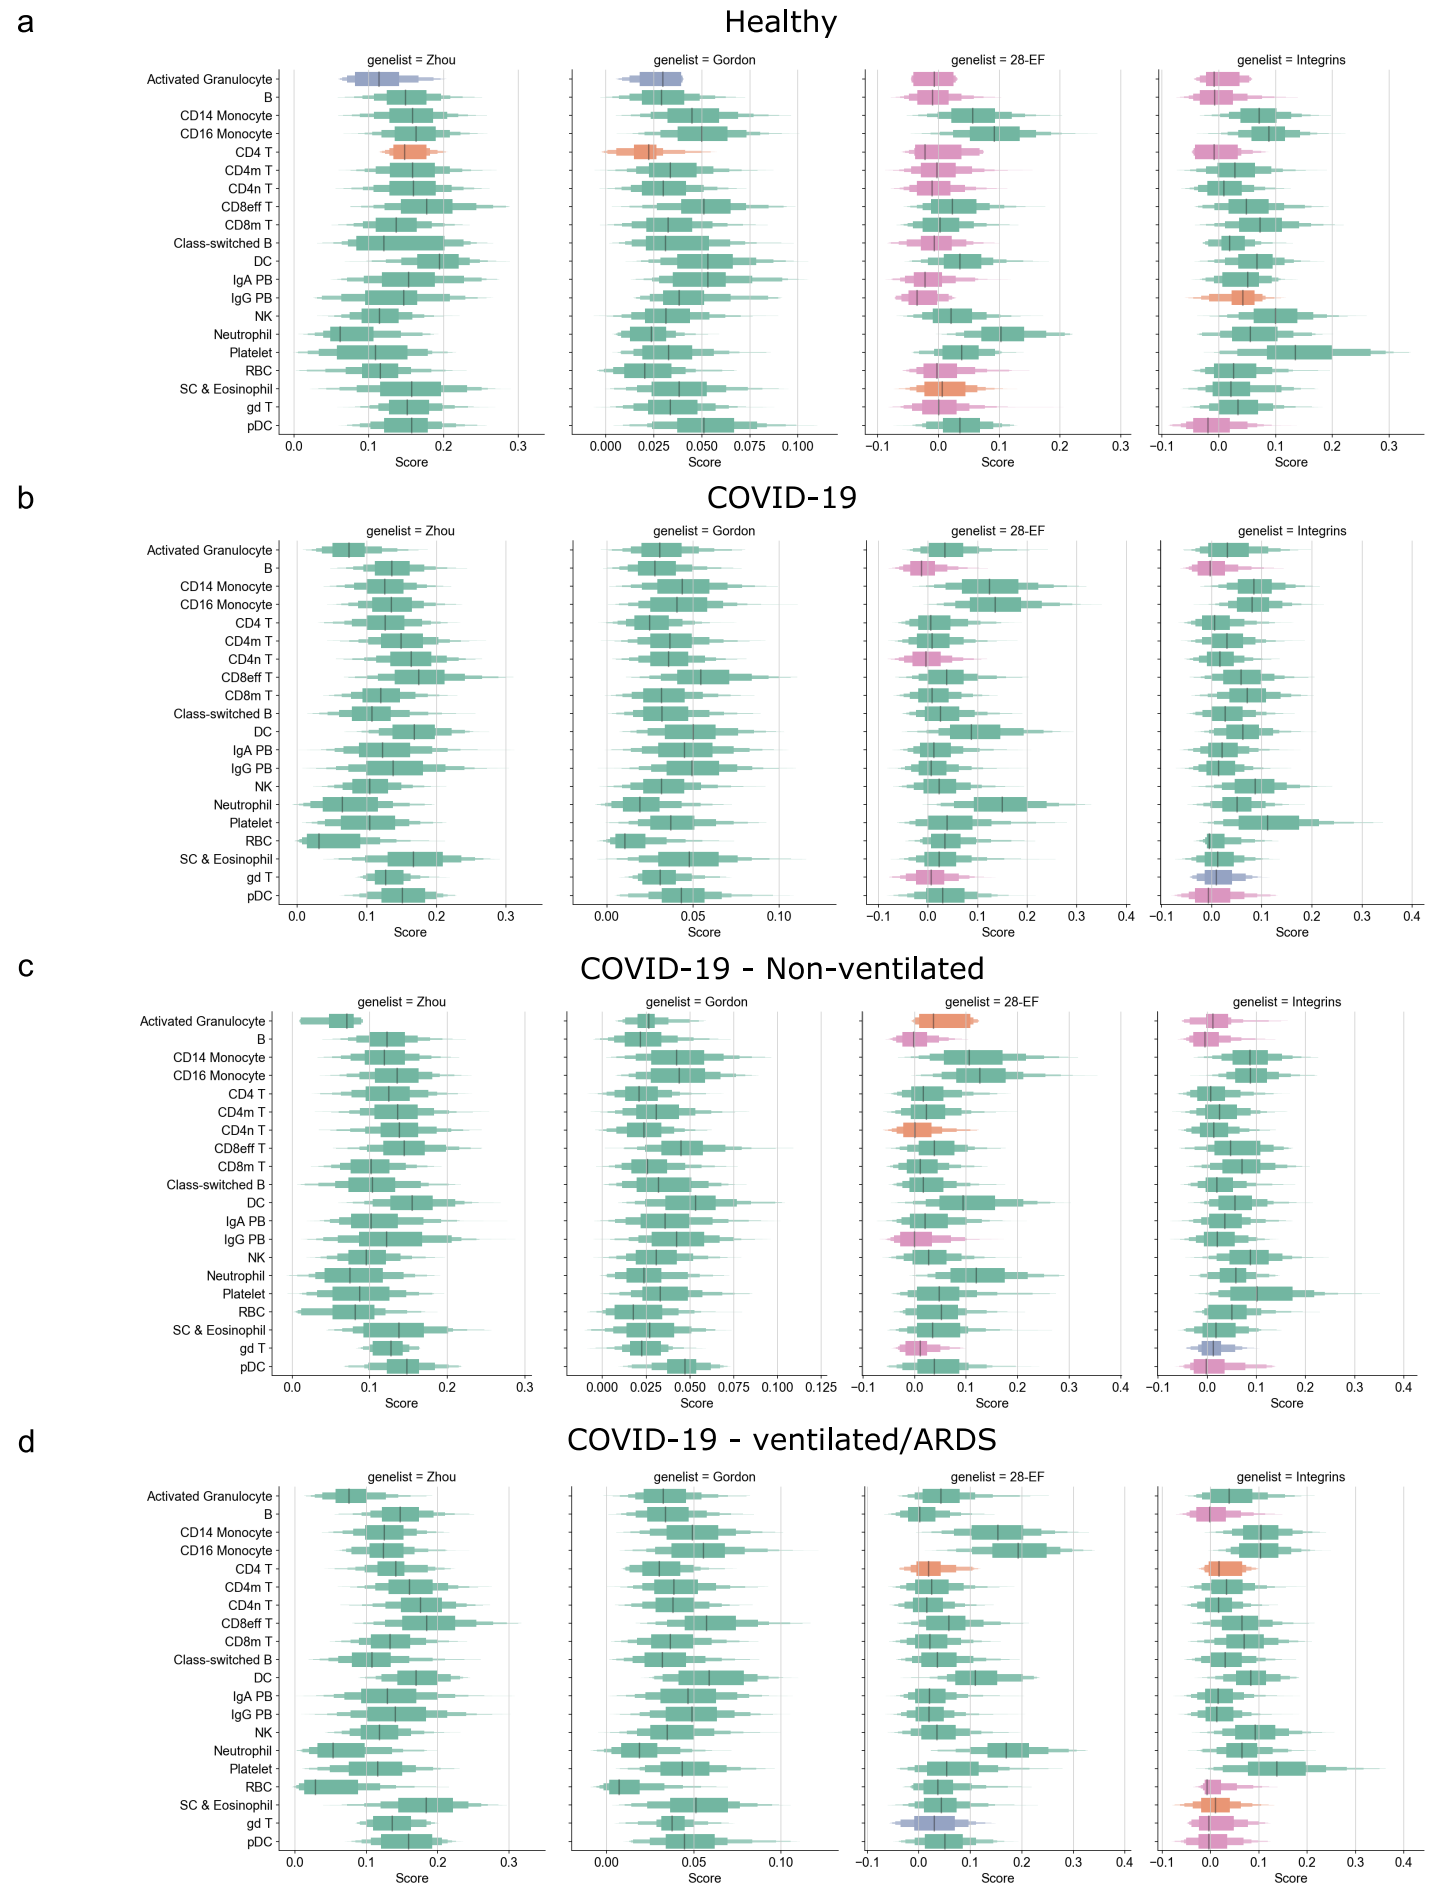 a
Healthy
genelist = Zhou
genelist = Gordon
genelist = 28-EF
genelist = Integrins
Activated Granulocyte
B
CD14 Monocyte
CD16 Monocyte
CD4 T
CD4m T
CD4n T
CD8eff T
CD8m T
Class-switched B
DC
IgA PB
IgG PB
NK
Neutrophil
Platelet
RBC
SC & Eosinophil
gd T
pDC
0.0 0.1 0.2 0.3
0.000 0.025 0.050 0.075 0.100
−0.1 0.0 0.1 0.2 0.3
−0.1 0.0 0.1 0.2 0.3
Score
Score
Score
Score
b
COVID-19
genelist = Zhou
genelist = Gordon
genelist = 28-EF
genelist = Integrins
Activated Granulocyte
B
CD14 Monocyte
CD16 Monocyte
CD4 T
CD4m T
CD4n T
CD8eff T
CD8m T
Class-switched B
DC
IgA PB
IgG PB
NK
Neutrophil
Platelet
RBC
SC & Eosinophil
gd T
pDC
0.0 0.1 0.2 0.3
0.00 0.05 0.10
−0.1 0.0 0.1 0.2 0.3 0.4
−0.1 0.0 0.1 0.2 0.3 0.4
Score
Score
Score
Score
c
COVID-19 - Non-ventilated
genelist = Zhou
genelist = Gordon
genelist = 28-EF
genelist = Integrins
Activated Granulocyte
B
CD14 Monocyte
CD16 Monocyte
CD4 T
CD4m T
CD4n T
CD8eff T
CD8m T
Class-switched B
DC
IgA PB
IgG PB
NK
Neutrophil
Platelet
RBC
SC & Eosinophil
gd T
pDC
0.0 0.1 0.2 0.3
0.000 0.025 0.050 0.075 0.100 0.125
−0.1 0.0 0.1 0.2 0.3 0.4
−0.1 0.0 0.1 0.2 0.3 0.4
Score
Score
Score
Score
d
COVID-19 - ventilated/ARDS
genelist = Zhou
genelist = Gordon
genelist = 28-EF
genelist = Integrins
Activated Granulocyte
B
CD14 Monocyte
CD16 Monocyte
CD4 T
CD4m T
CD4n T
CD8eff T
CD8m T
Class-switched B
DC
IgA PB
IgG PB
NK
Neutrophil
Platelet
RBC
SC & Eosinophil
gd T
pDC
0.0 0.1 0.2 0.3
0.00 0.05 0.10
−0.1 0.0 0.1 0.2 0.3 0.4
−0.1 0.0 0.1 0.2 0.3 0.4
Score
Score
Score
Score